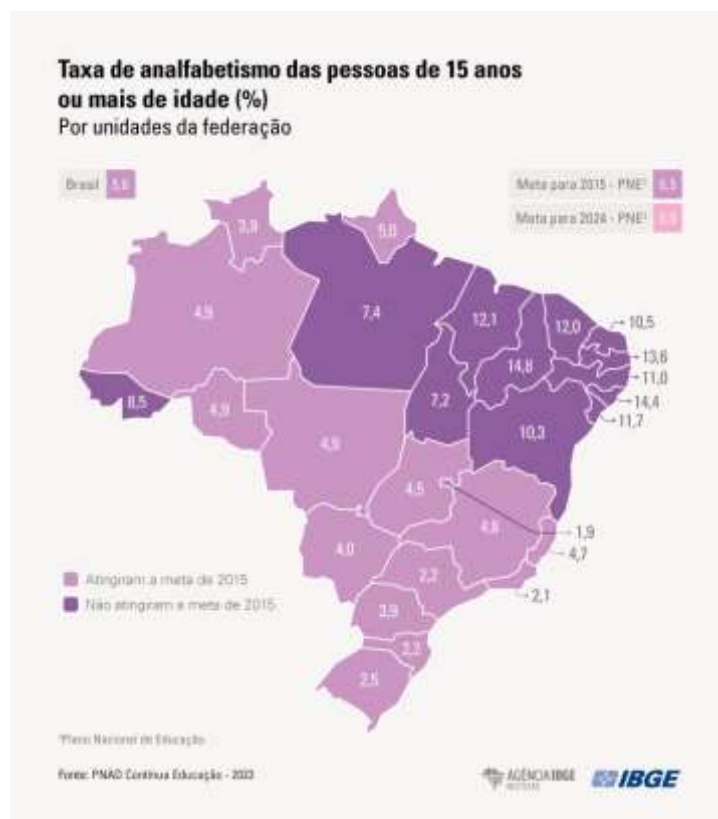 Taxa de analfabetismo das pessoas de 15 anos
ou mais de idade (%)
Por unidades da federação
Brasil 5,6
Meta para 2015 - PNE¹ 6,5
Meta para 2024 - PNE¹
3,9
5,0
4,9
7,4
12,1
12,0
10,5
14,8
13,6
11,0
8,5
4,9
7,2
14,4
11,7
4,9
10,3
4,5
4,8
1,9
4,7
4,0
2,2
2,1
Atingiram a meta de 2015
Não atingiram a meta de 2015
3,9
2,2
2,5
¹Plano Nacional de Educação
Fonte: PNAD Contínua Educação - 2022
AGÊNCIA IBGE
NOTÍCIAS
IBGE